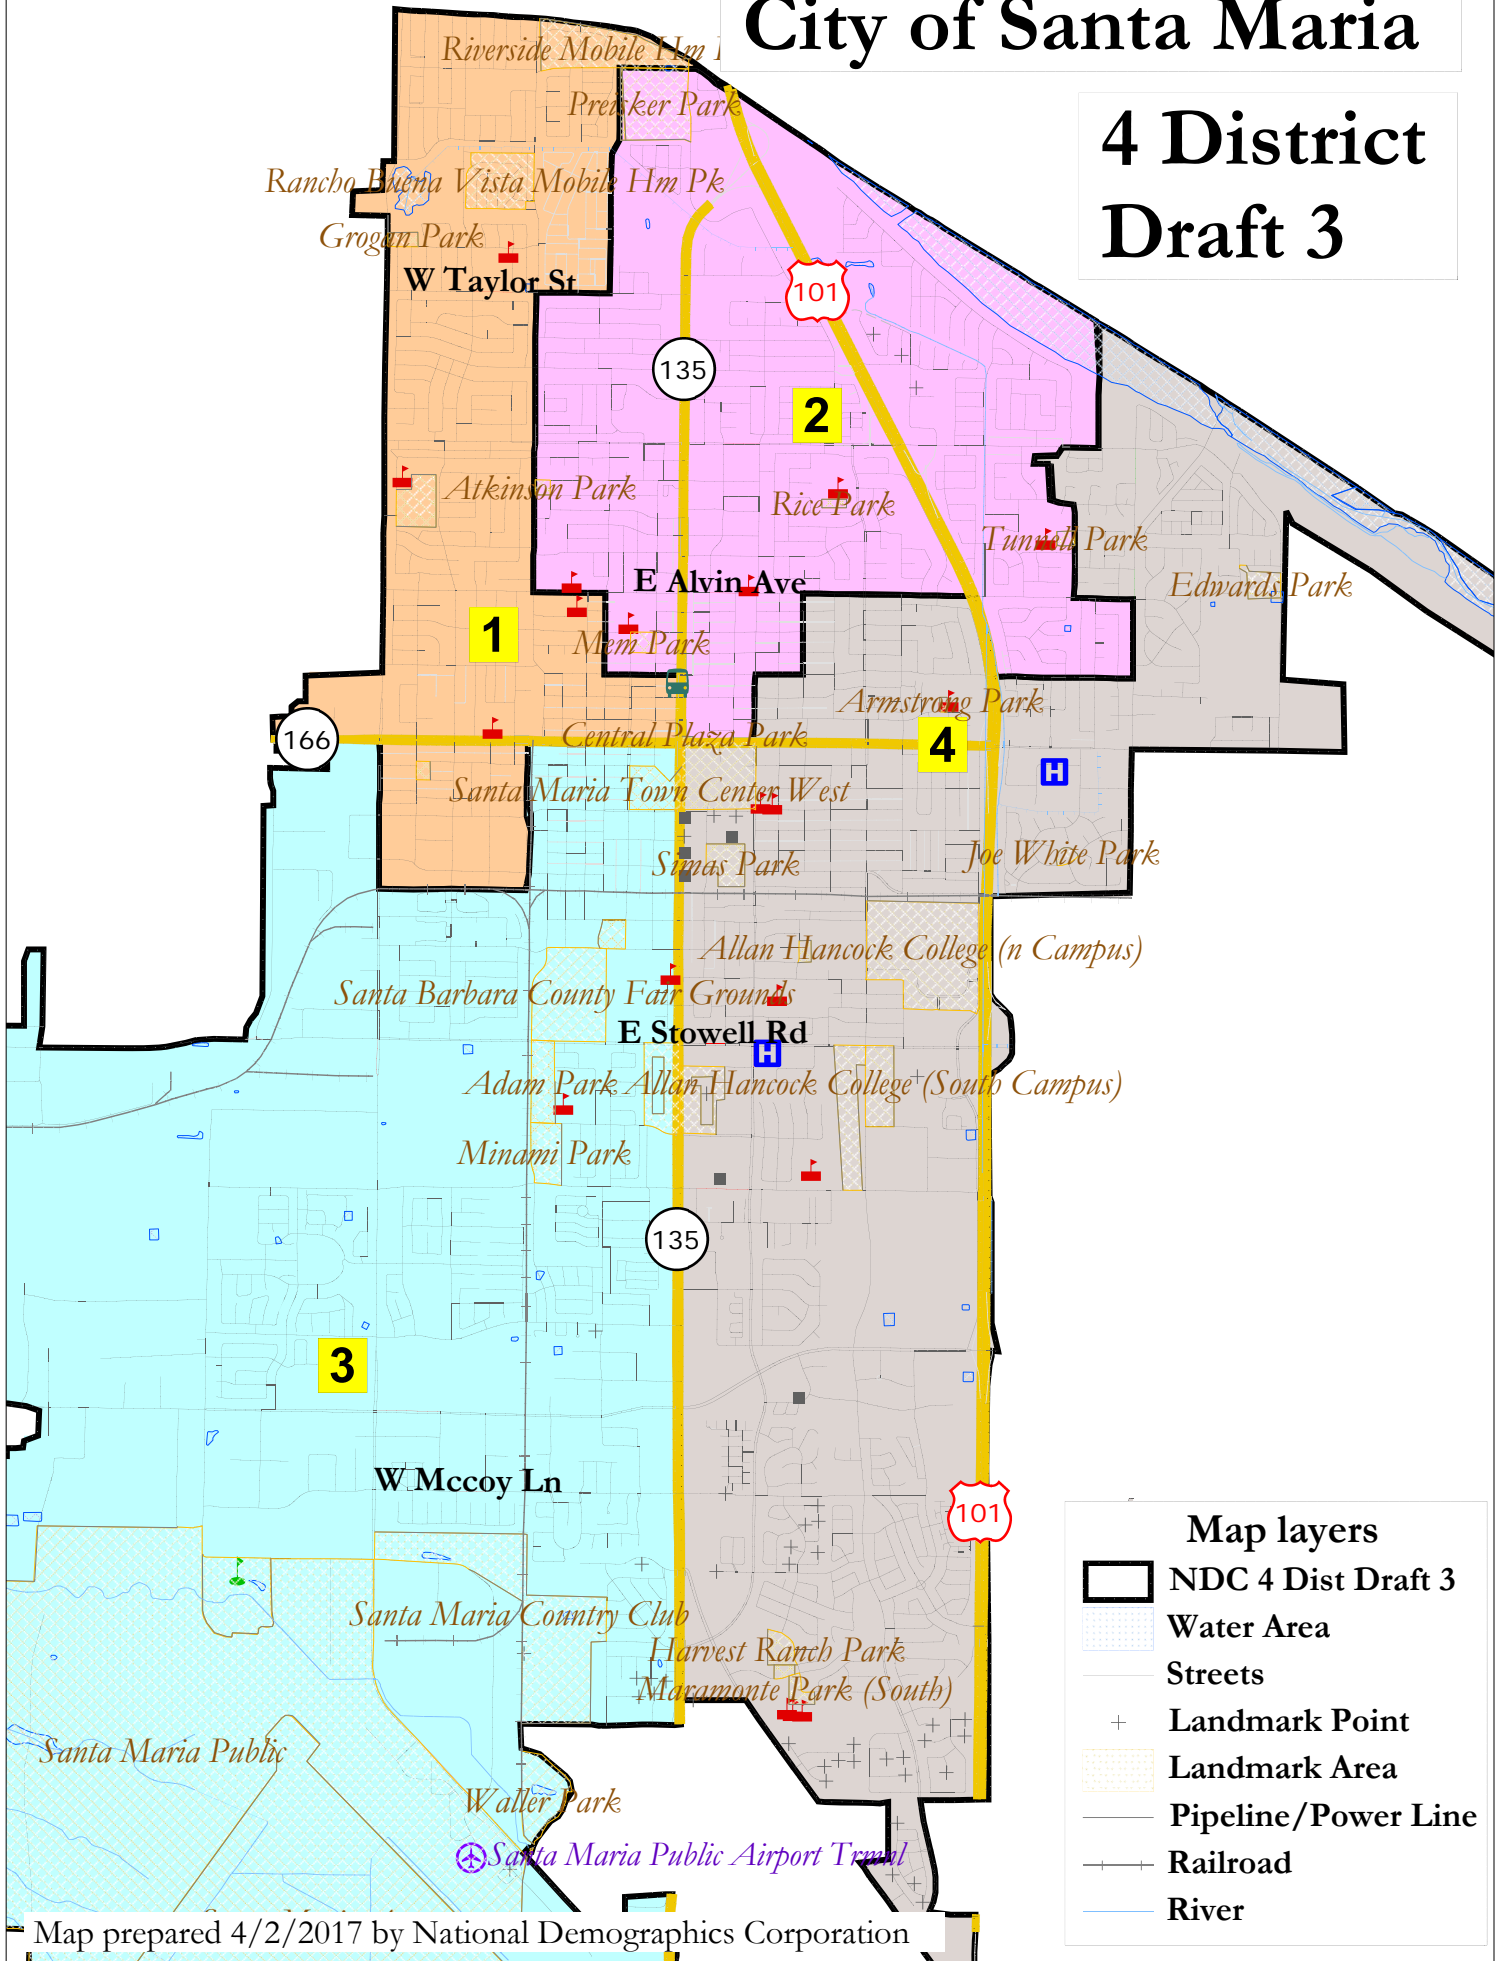 City of Santa Maria
4 District
Draft 3
Riverside Mobile Hm
Preisker Park
Rancho Buena Vista Mobile Hm Pk
Grogan Park
W Taylor St
101
135
2
Atkinson Park
Rice Park
Tunnell Park
E Alvin Ave
Edwards Park
1
Mem Park
Armstrong Park
166
Central Plaza Park
4
H
Santa Maria Town Center West
Simas Park
Joe White Park
Allan Hancock College (n Campus)
Santa Barbara County Fair Grounds
E Stowell Rd
H
Adam Park
Allan Hancock College (South Campus)
Minami Park
135
3
W Mccoy Ln
101
Santa Maria Country Club
Harvest Ranch Park
Maramonte Park (South)
Santa Maria Public
Waller Park
Santa Maria Public Airport Trmnl
Map prepared 4/2/2017 by National Demographics Corporation
Map layers
NDC 4 Dist Draft 3
Water Area
Streets
Landmark Point
Landmark Area
Pipeline/Power Line
Railroad
River